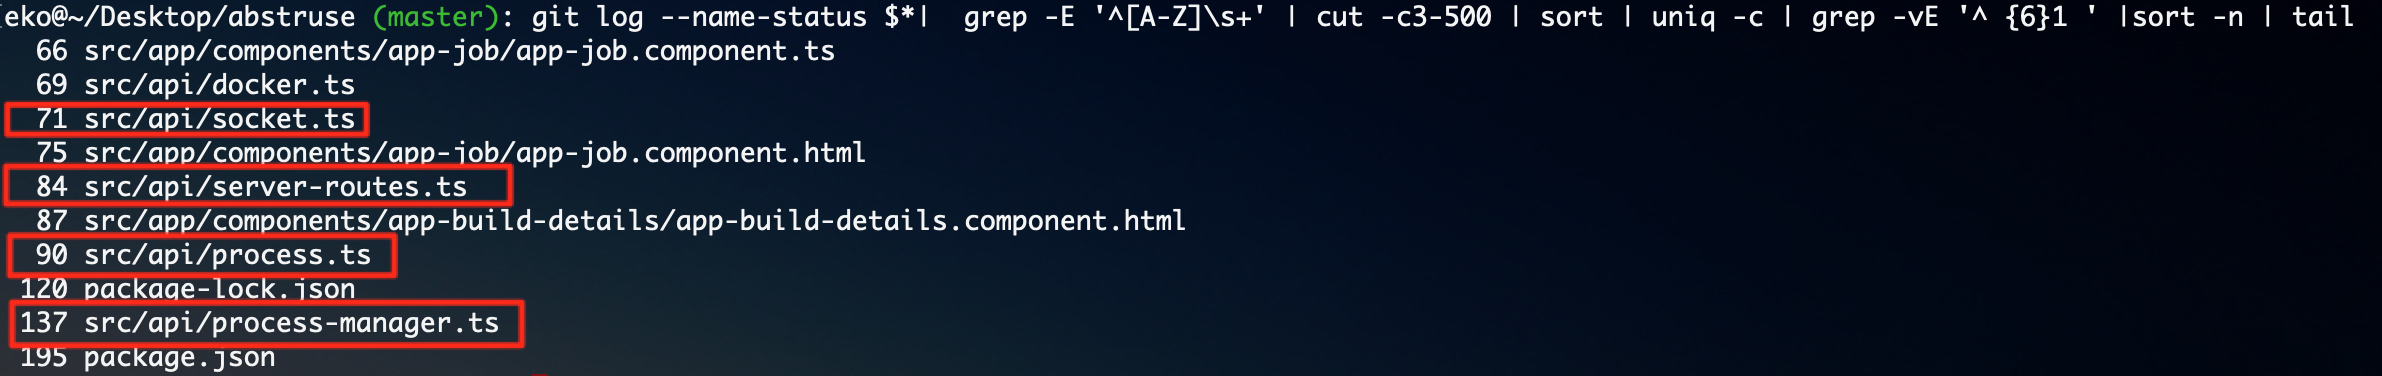 [eko@~/Desktop/abstruse (master): git log --name-status $*|  grep -E '^[A-Z]\s+' | cut -c3-500 | sort | uniq -c | grep -vE '^ {6}1 ' |sort -n | tail
66 src/app/components/app-job/app-job.component.ts
69 src/api/docker.ts
71 src/api/socket.ts
75 src/app/components/app-job/app-job.component.html
84 src/api/server-routes.ts
87 src/app/components/app-build-details/app-build-details.component.html
90 src/api/process.ts
120 package-lock.json
137 src/api/process-manager.ts
195 package.json